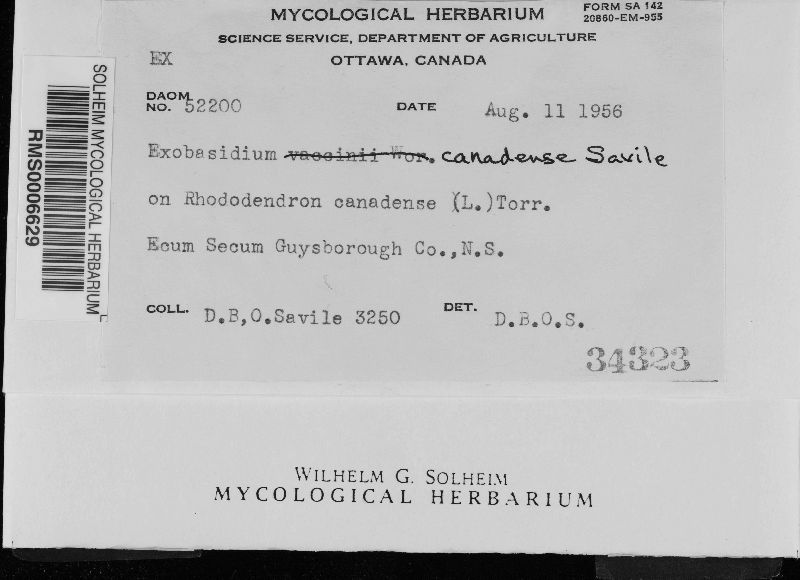 MYCOLOGICAL HERBARIUM
FORM SA 142
20860-EM-955
SCIENCE SERVICE, DEPARTMENT OF AGRICULTURE
EX
OTTAWA, CANADA
DAOM
NO. 52200 DATE Aug. 11 1956
Exobasidium vaccinii Wor. canadense Savile
on Rhododendron canadense (L.)Torr.
Ecum Secum Guysborough Co.,N.S.
COLL. D.B,O.Savile 3250 DET. D.B.O.S.
34323
SOLHEIM MYCOLOGICAL HERBARIUM
RMS0006629
WILHELM G. SOLHEIM
MYCOLOGICAL HERBARIUM